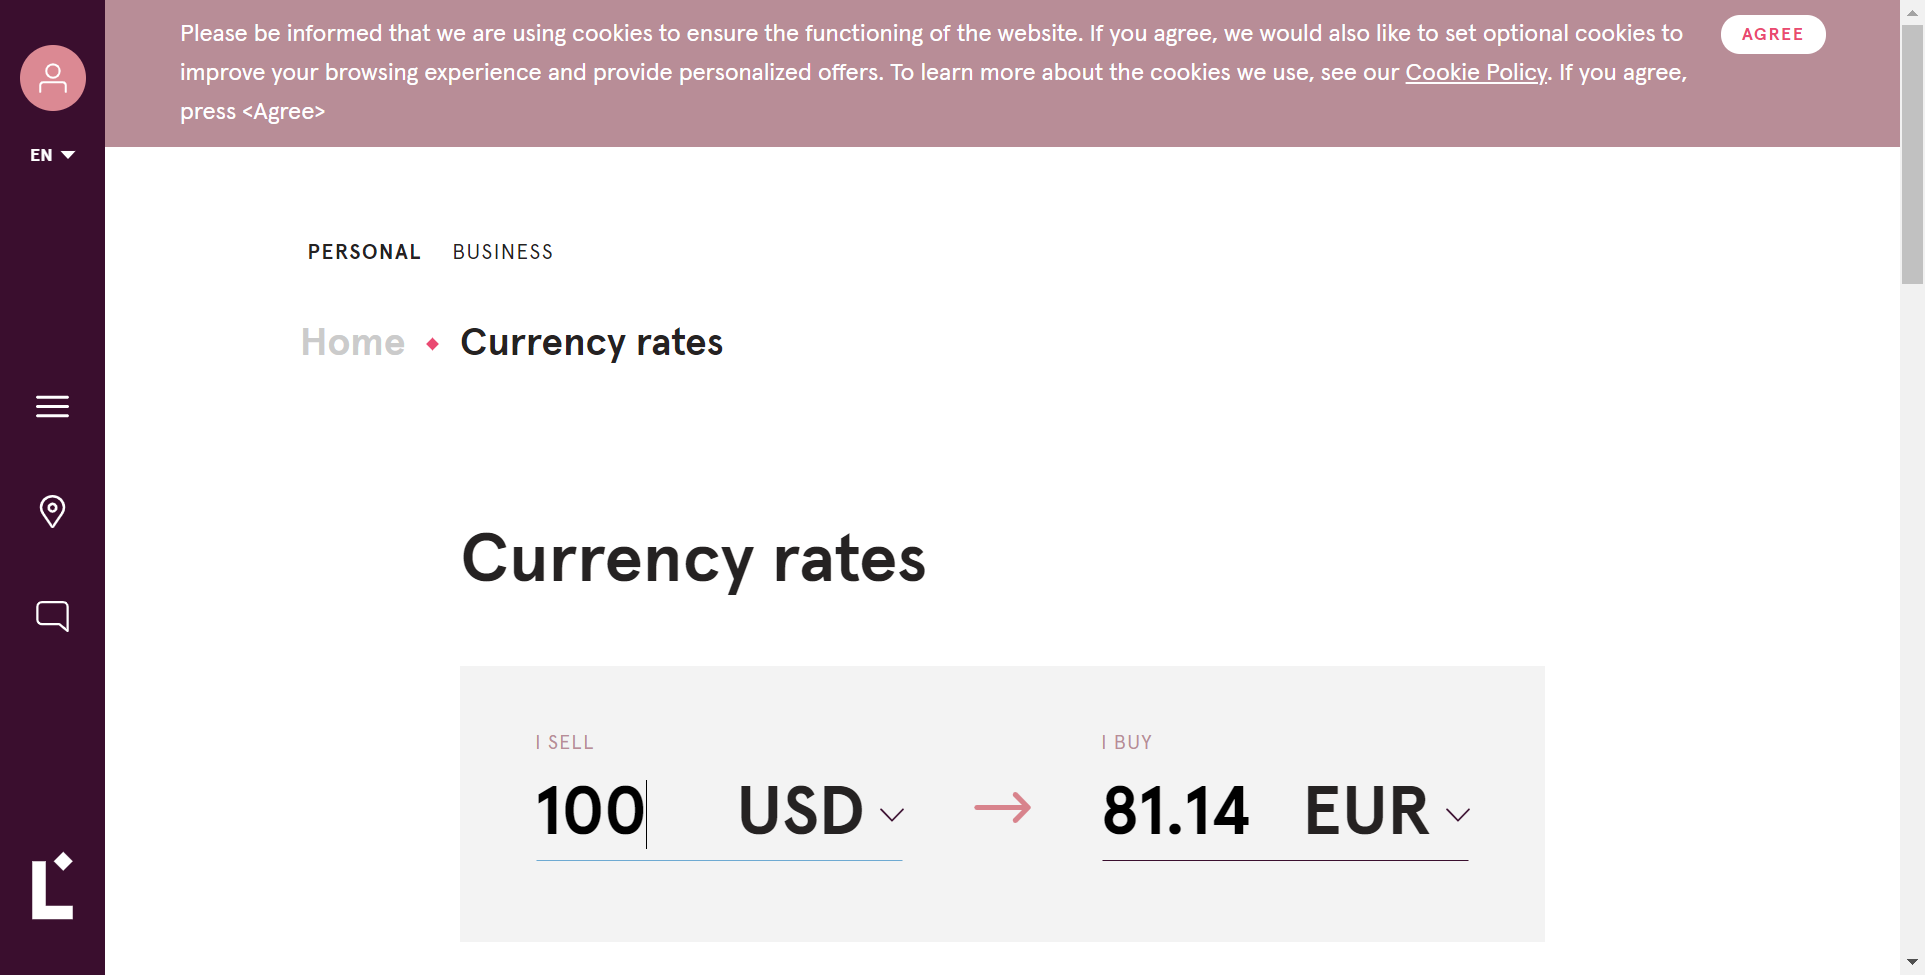 Please be informed that we are using cookies to ensure the functioning of the website. If you agree, we would also like to set optional cookies to
improve your browsing experience and provide personalized offers. To learn more about the cookies we use, see our Cookie Policy. If you agree,
press <Agree>
AGREE
EN
PERSONAL BUSINESS
Home Currency rates
Currency rates
I SELL
100 USD
I BUY
81.14 EUR
L